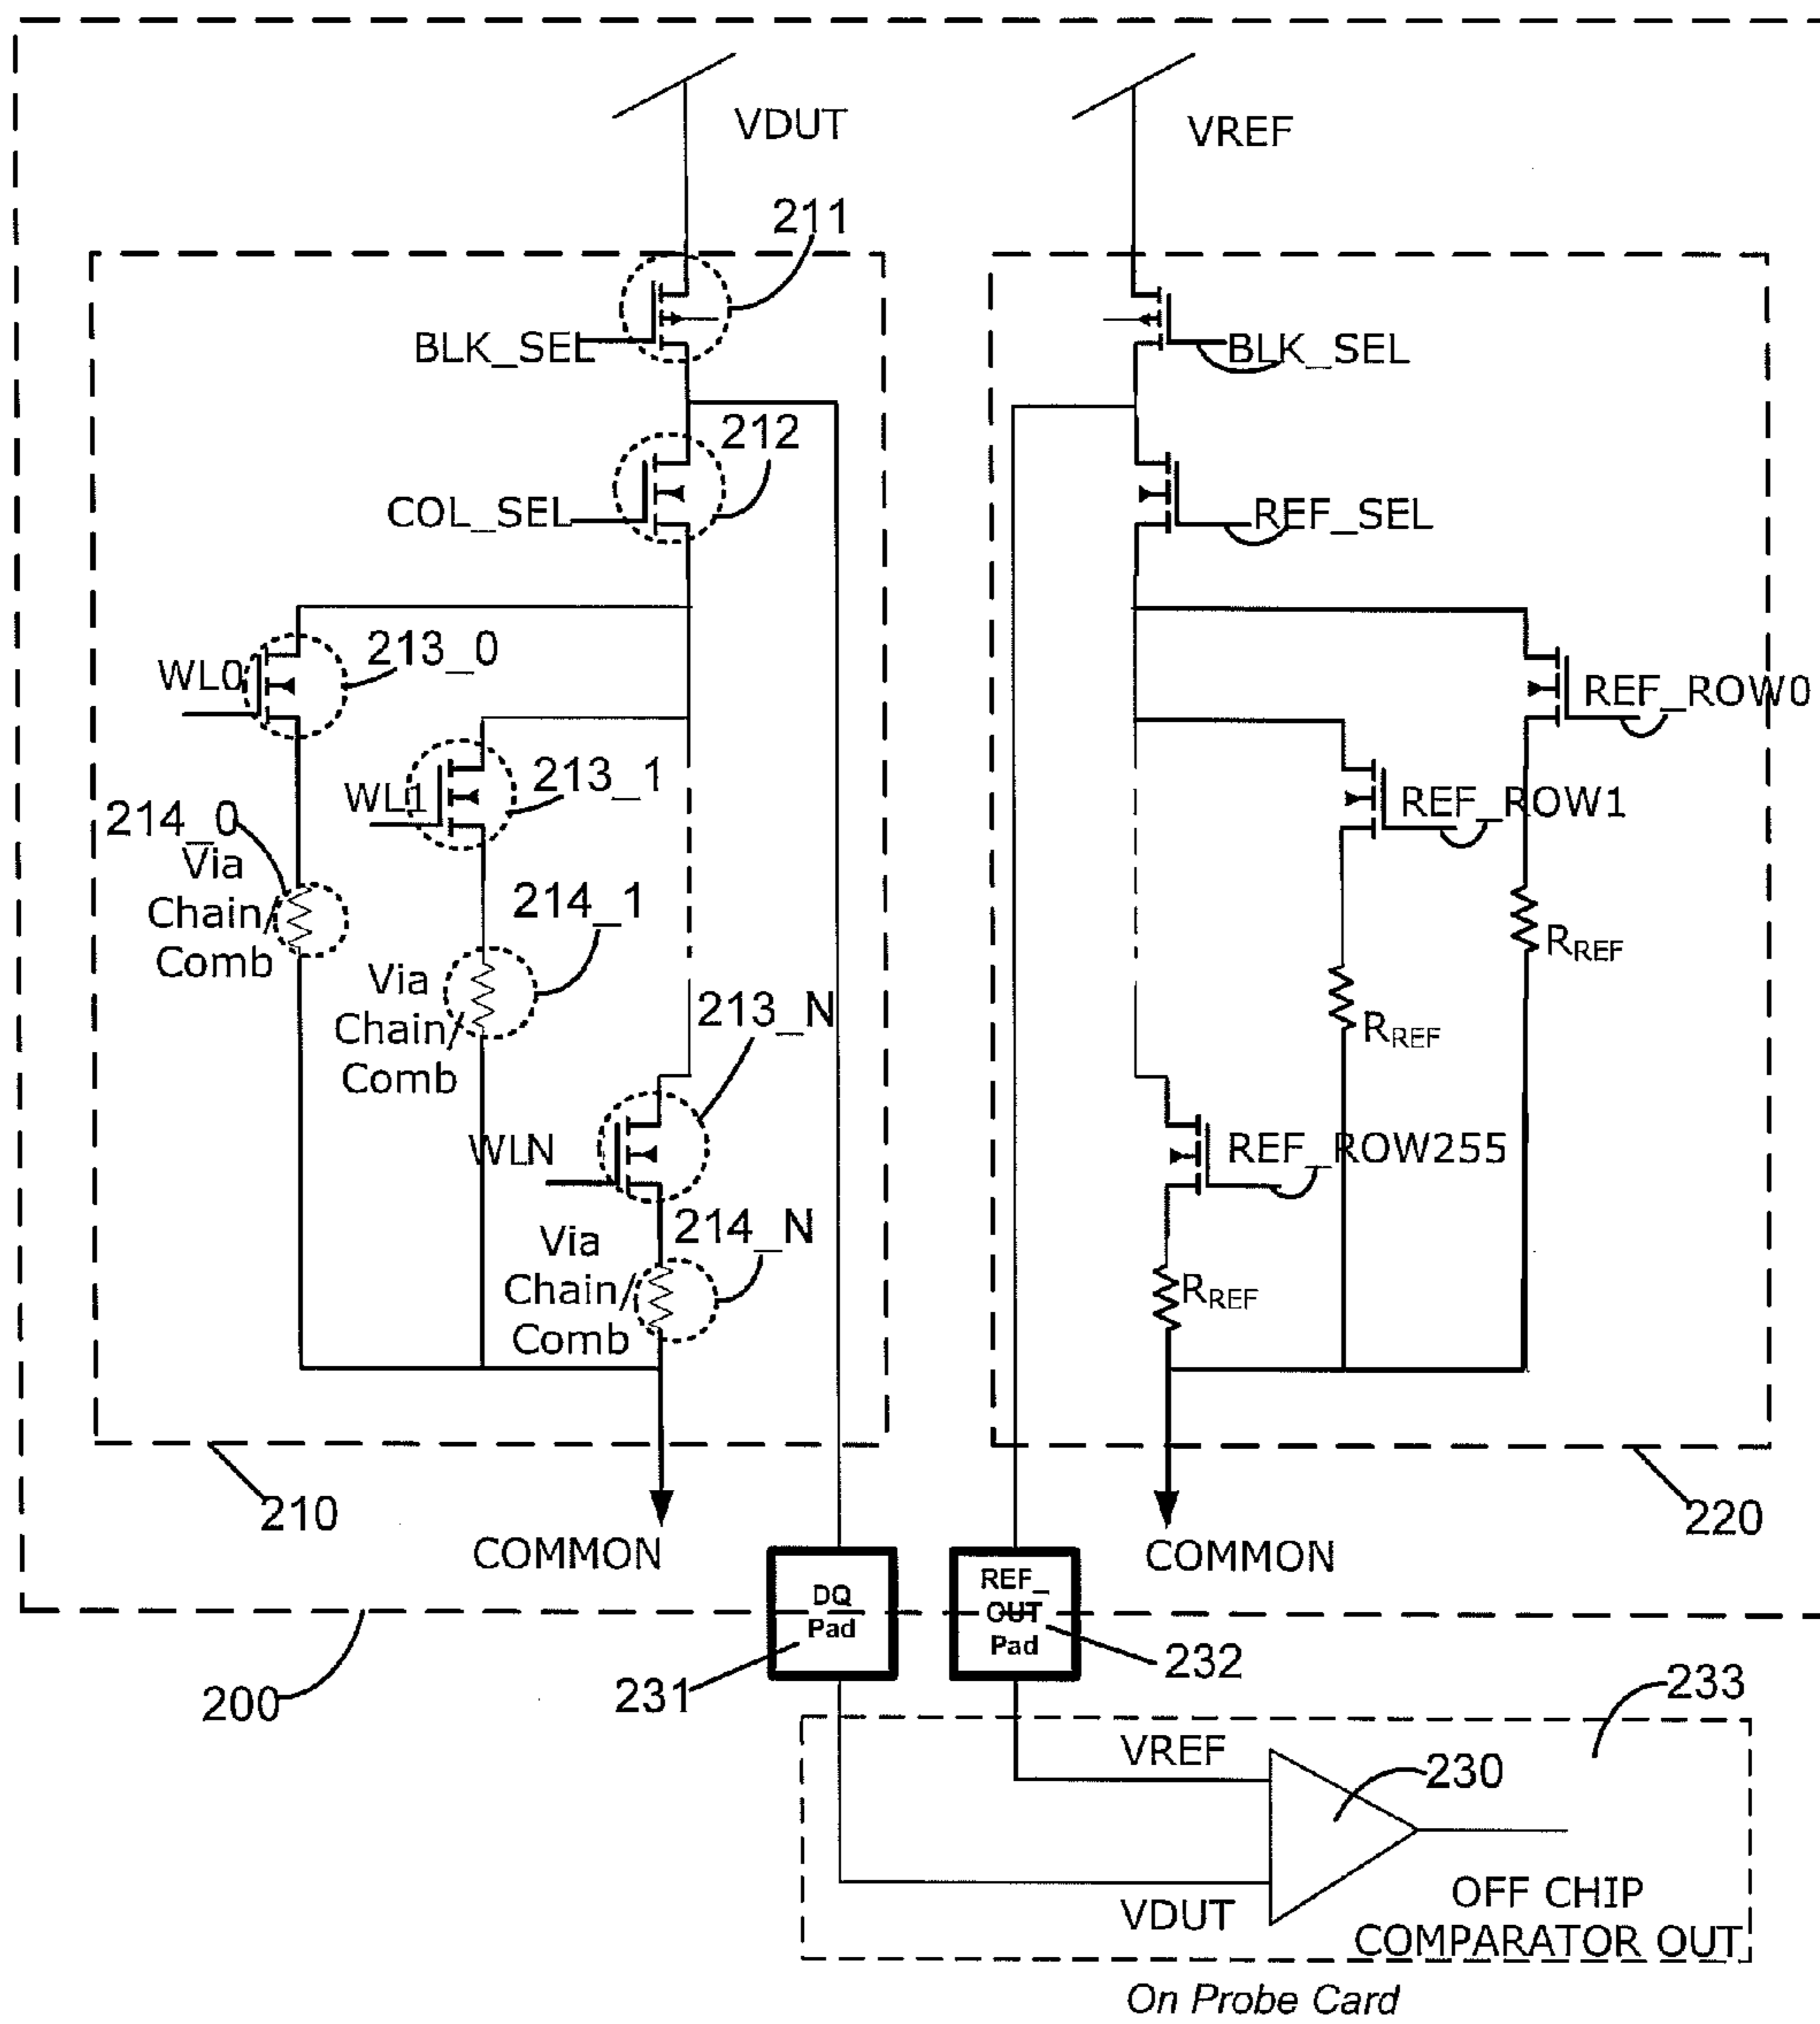 VDUT
VREF
211
BLK_SEL
BLK_SEL
212
COL_SEL
REF_SEL
WL0
213_0
REF_ROW0
WL1
213_1
REF_ROW1
214_0
Via
Chain/
Comb
214_1
Via
Chain/
Comb
RREF
RREF
213_N
WLN
REF_ROW255
214_N
Via
Chain/
Comb
RREF
210
220
COMMON
COMMON
DQ
Pad
REF_
OUT
Pad
200
231
232
233
VREF
230
VDUT
OFF CHIP
COMPARATOR OUT
On Probe Card